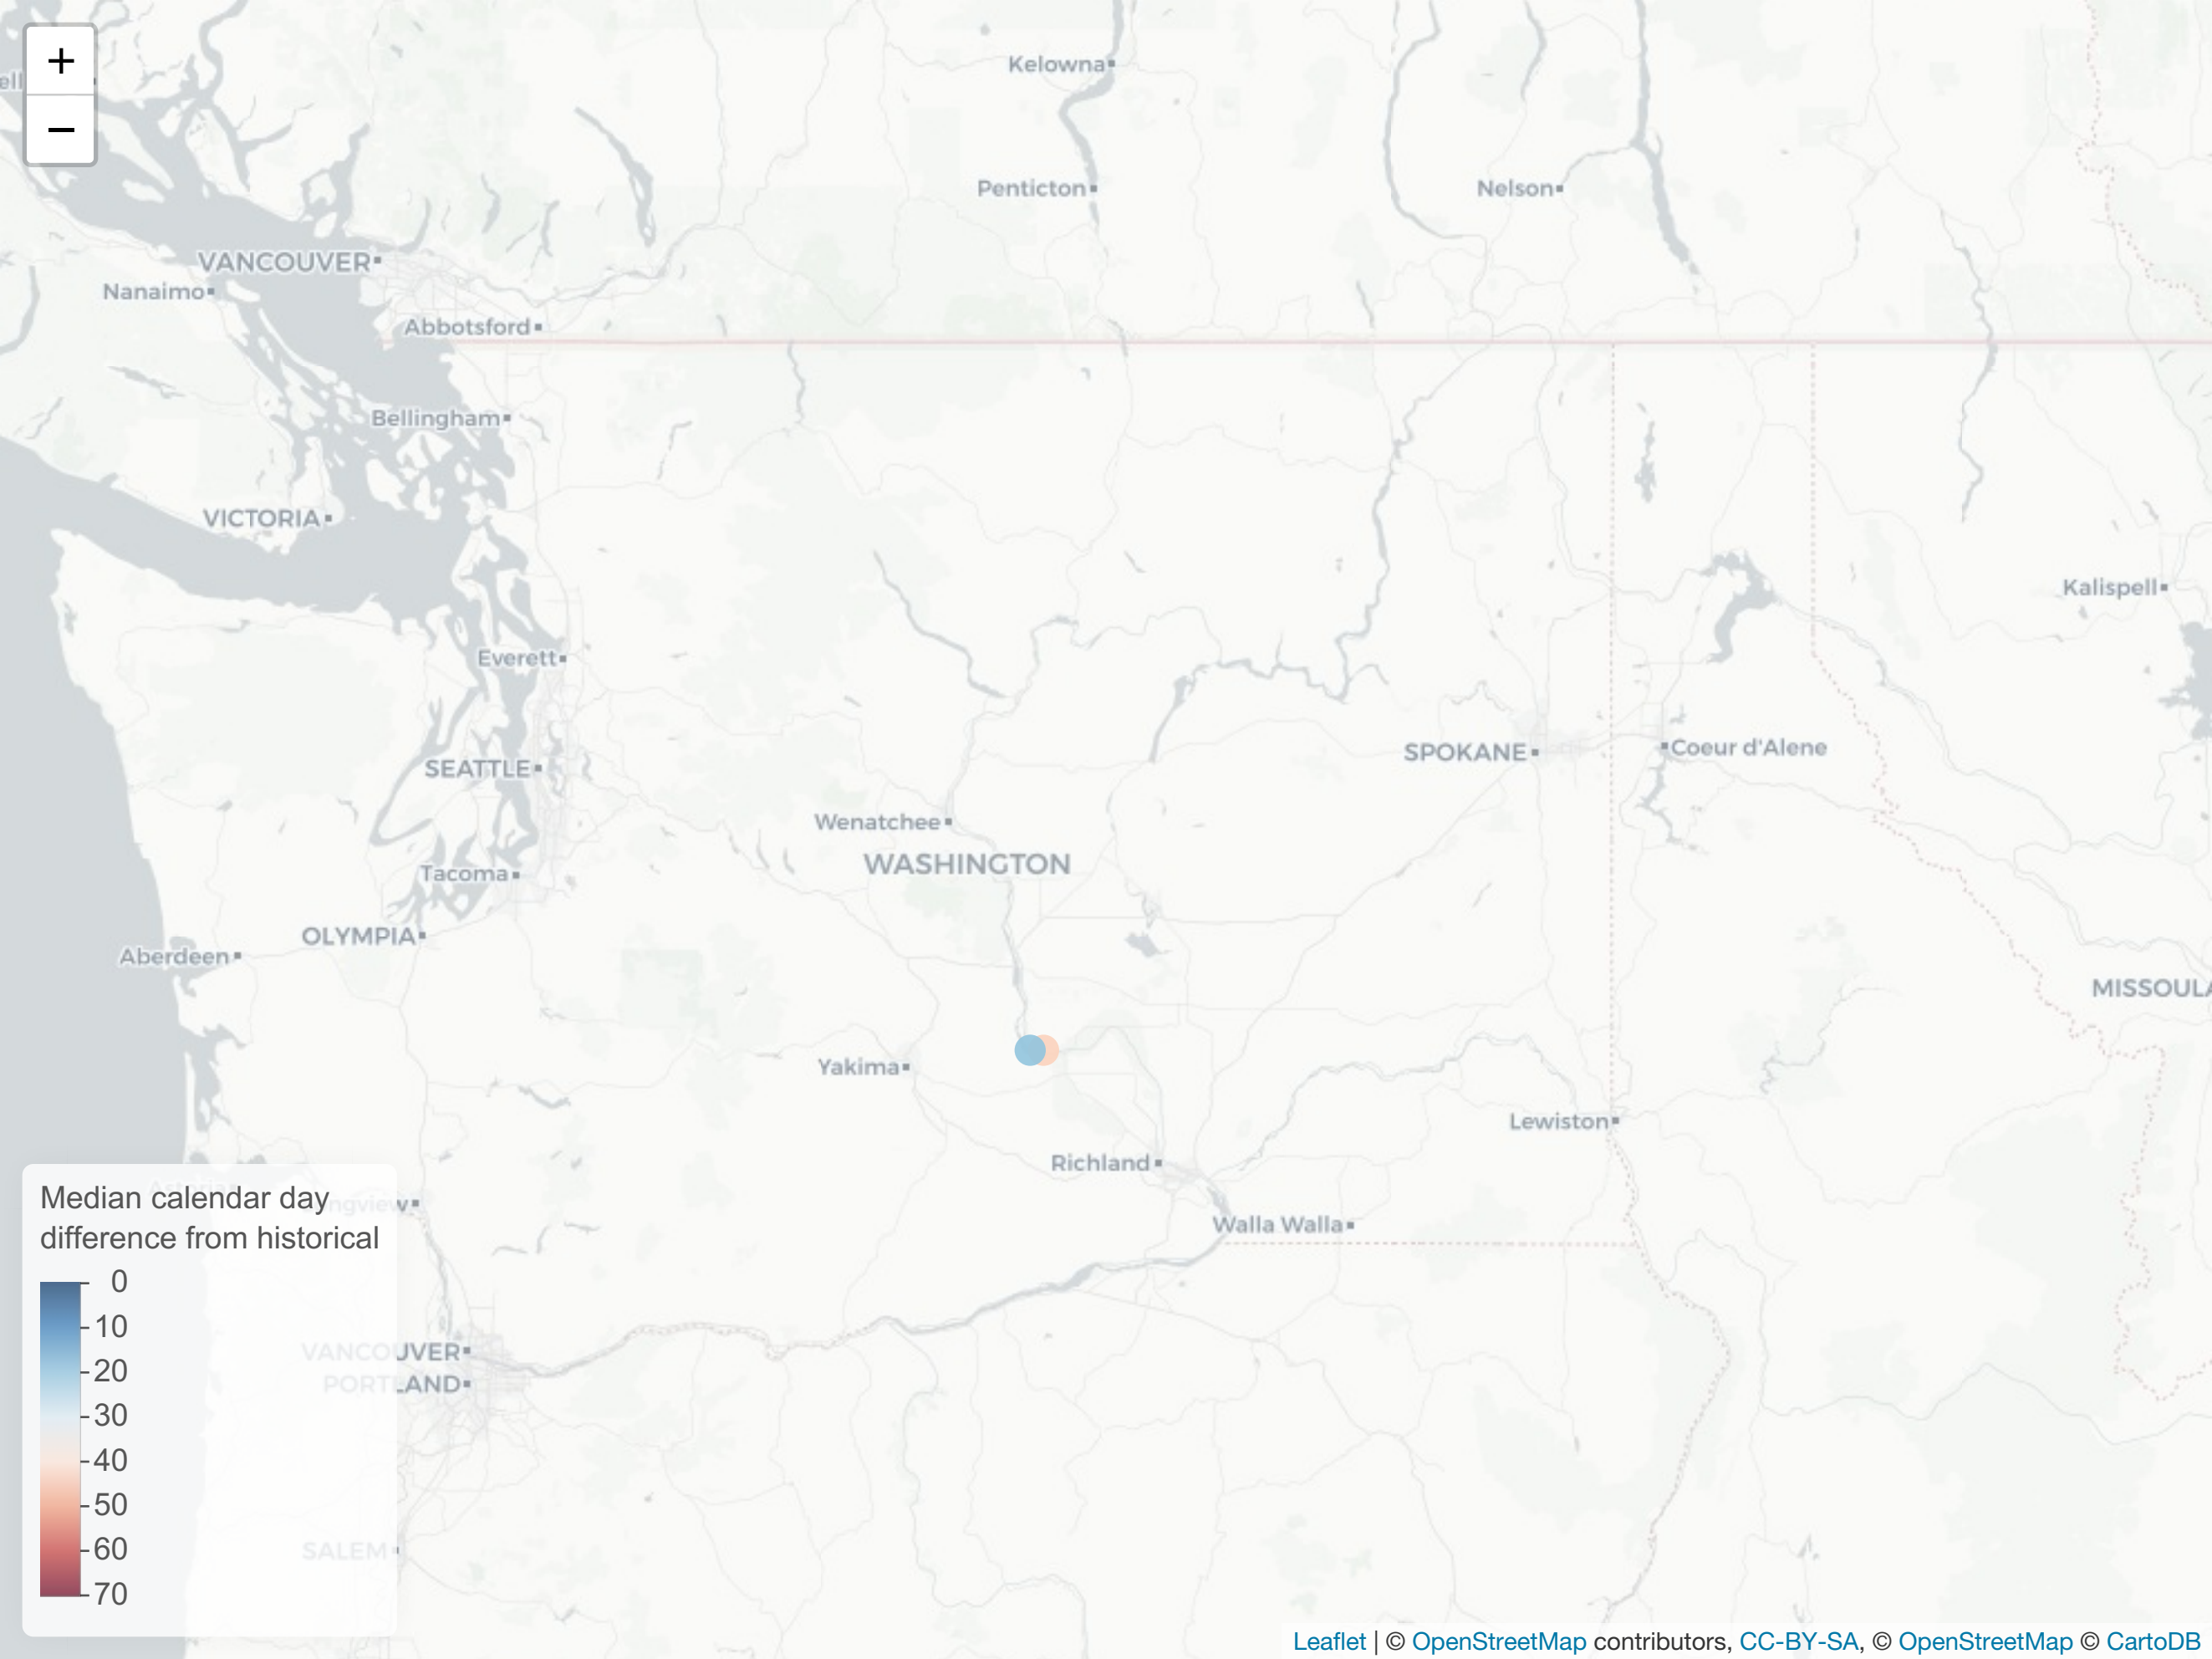 +
−
Kelowna
Penticton
Nelson
VANCOUVER
Nanaimo
Abbotsford
Bellingham
VICTORIA
Kalispell
Everett
SPOKANE
Coeur d'Alene
SEATTLE
Wenatchee
WASHINGTON
Tacoma
OLYMPIA
Aberdeen
MISSOULA
Yakima
Lewiston
Richland
Walla Walla
ngview
Median calendar day
difference from historical
0
10
20
30
40
50
60
70
VANCOUVER
PORTLAND
SALEM
Leaflet | © OpenStreetMap contributors, CC-BY-SA, © OpenStreetMap © CartoDB